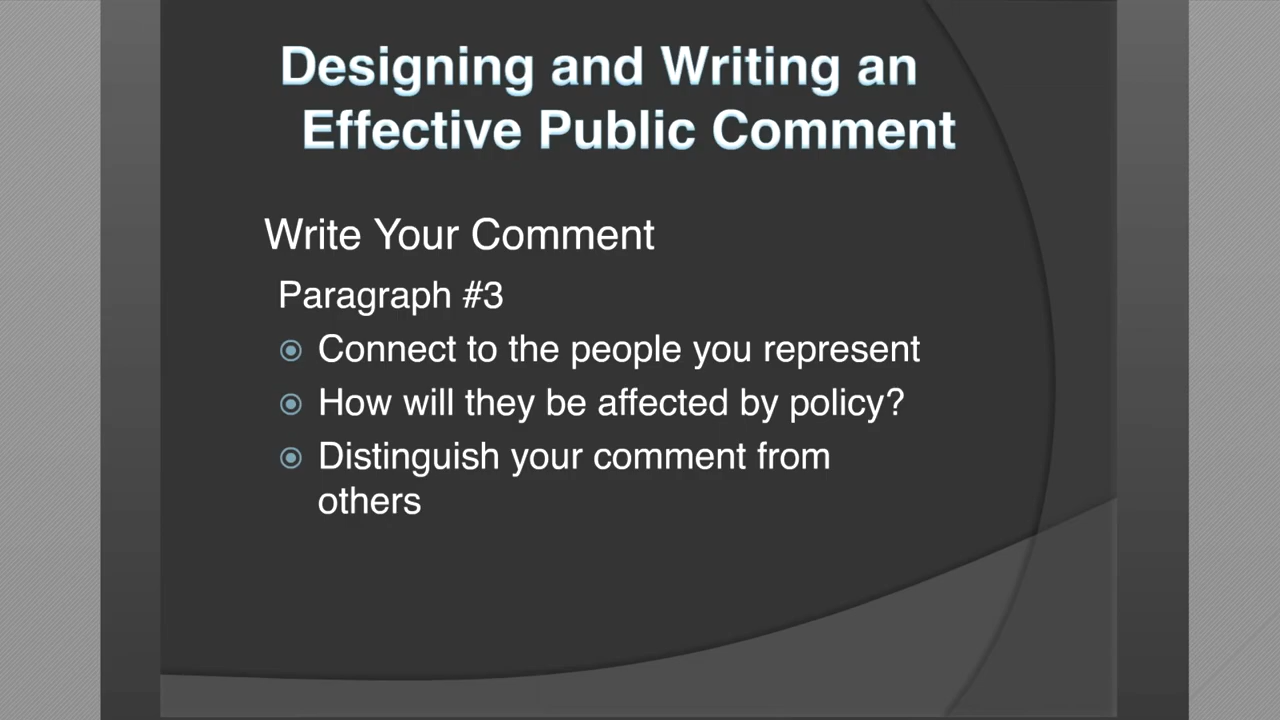 Designing and Writing an
Effective Public Comment
Write Your Comment
Paragraph #3
Connect to the people you represent
How will they be affected by policy?
Distinguish your comment from
others